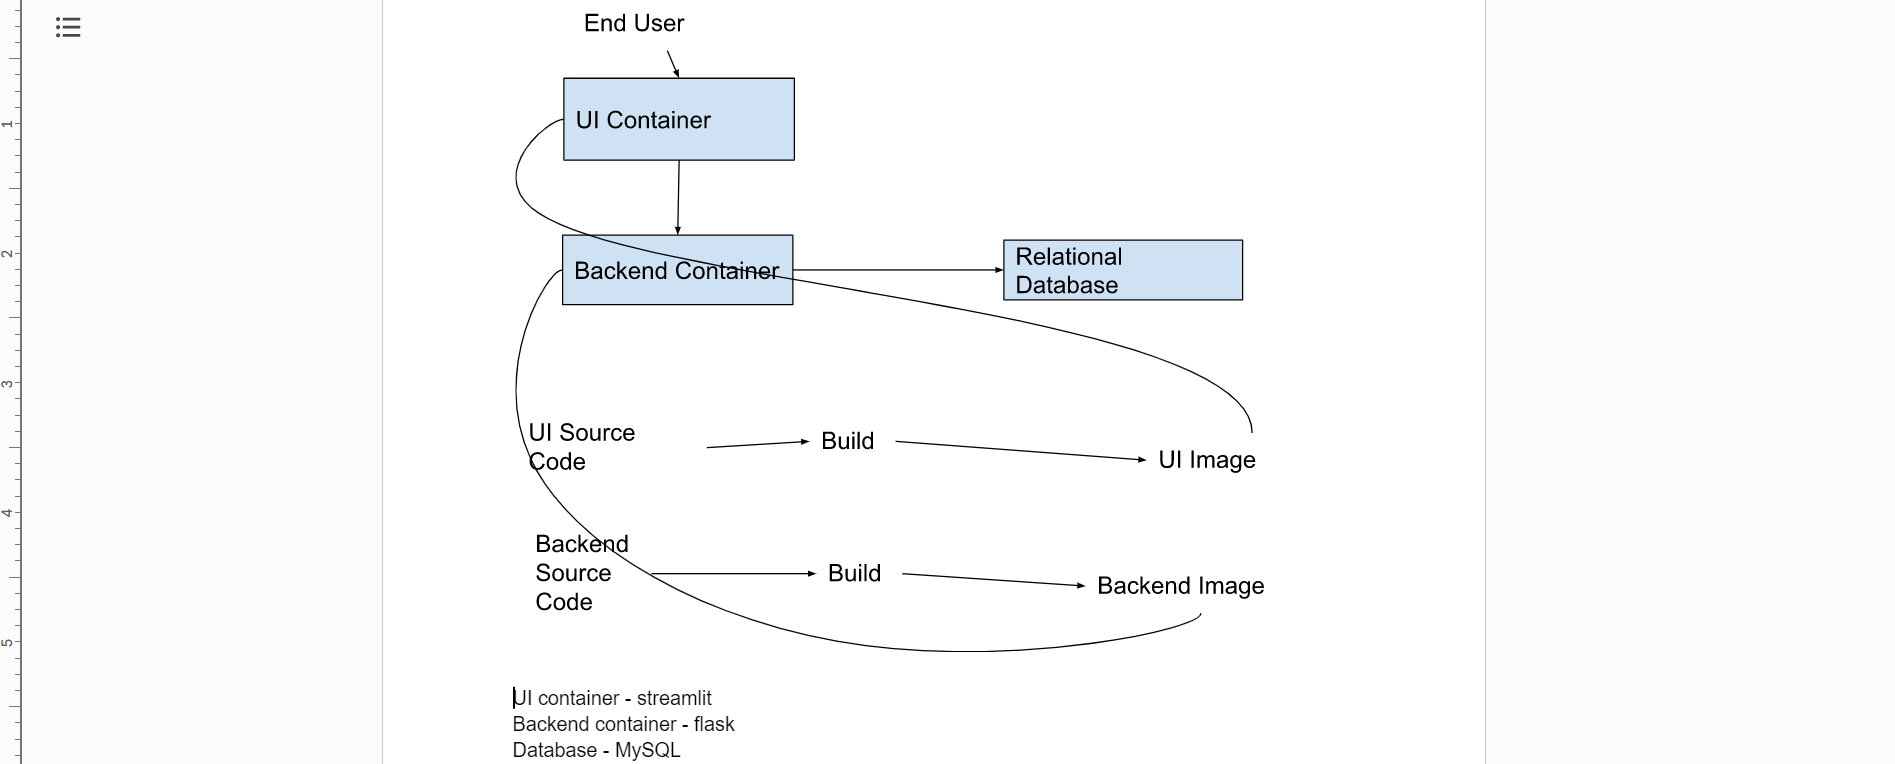 End User
1
UI Container
2
Backend Container
Relational
Database
3
UI Source
Code
Build
UI Image
4
Backend
Source
Code
Build
Backend Image
5
UI container - streamlit
Backend container - flask
Database - MySQL